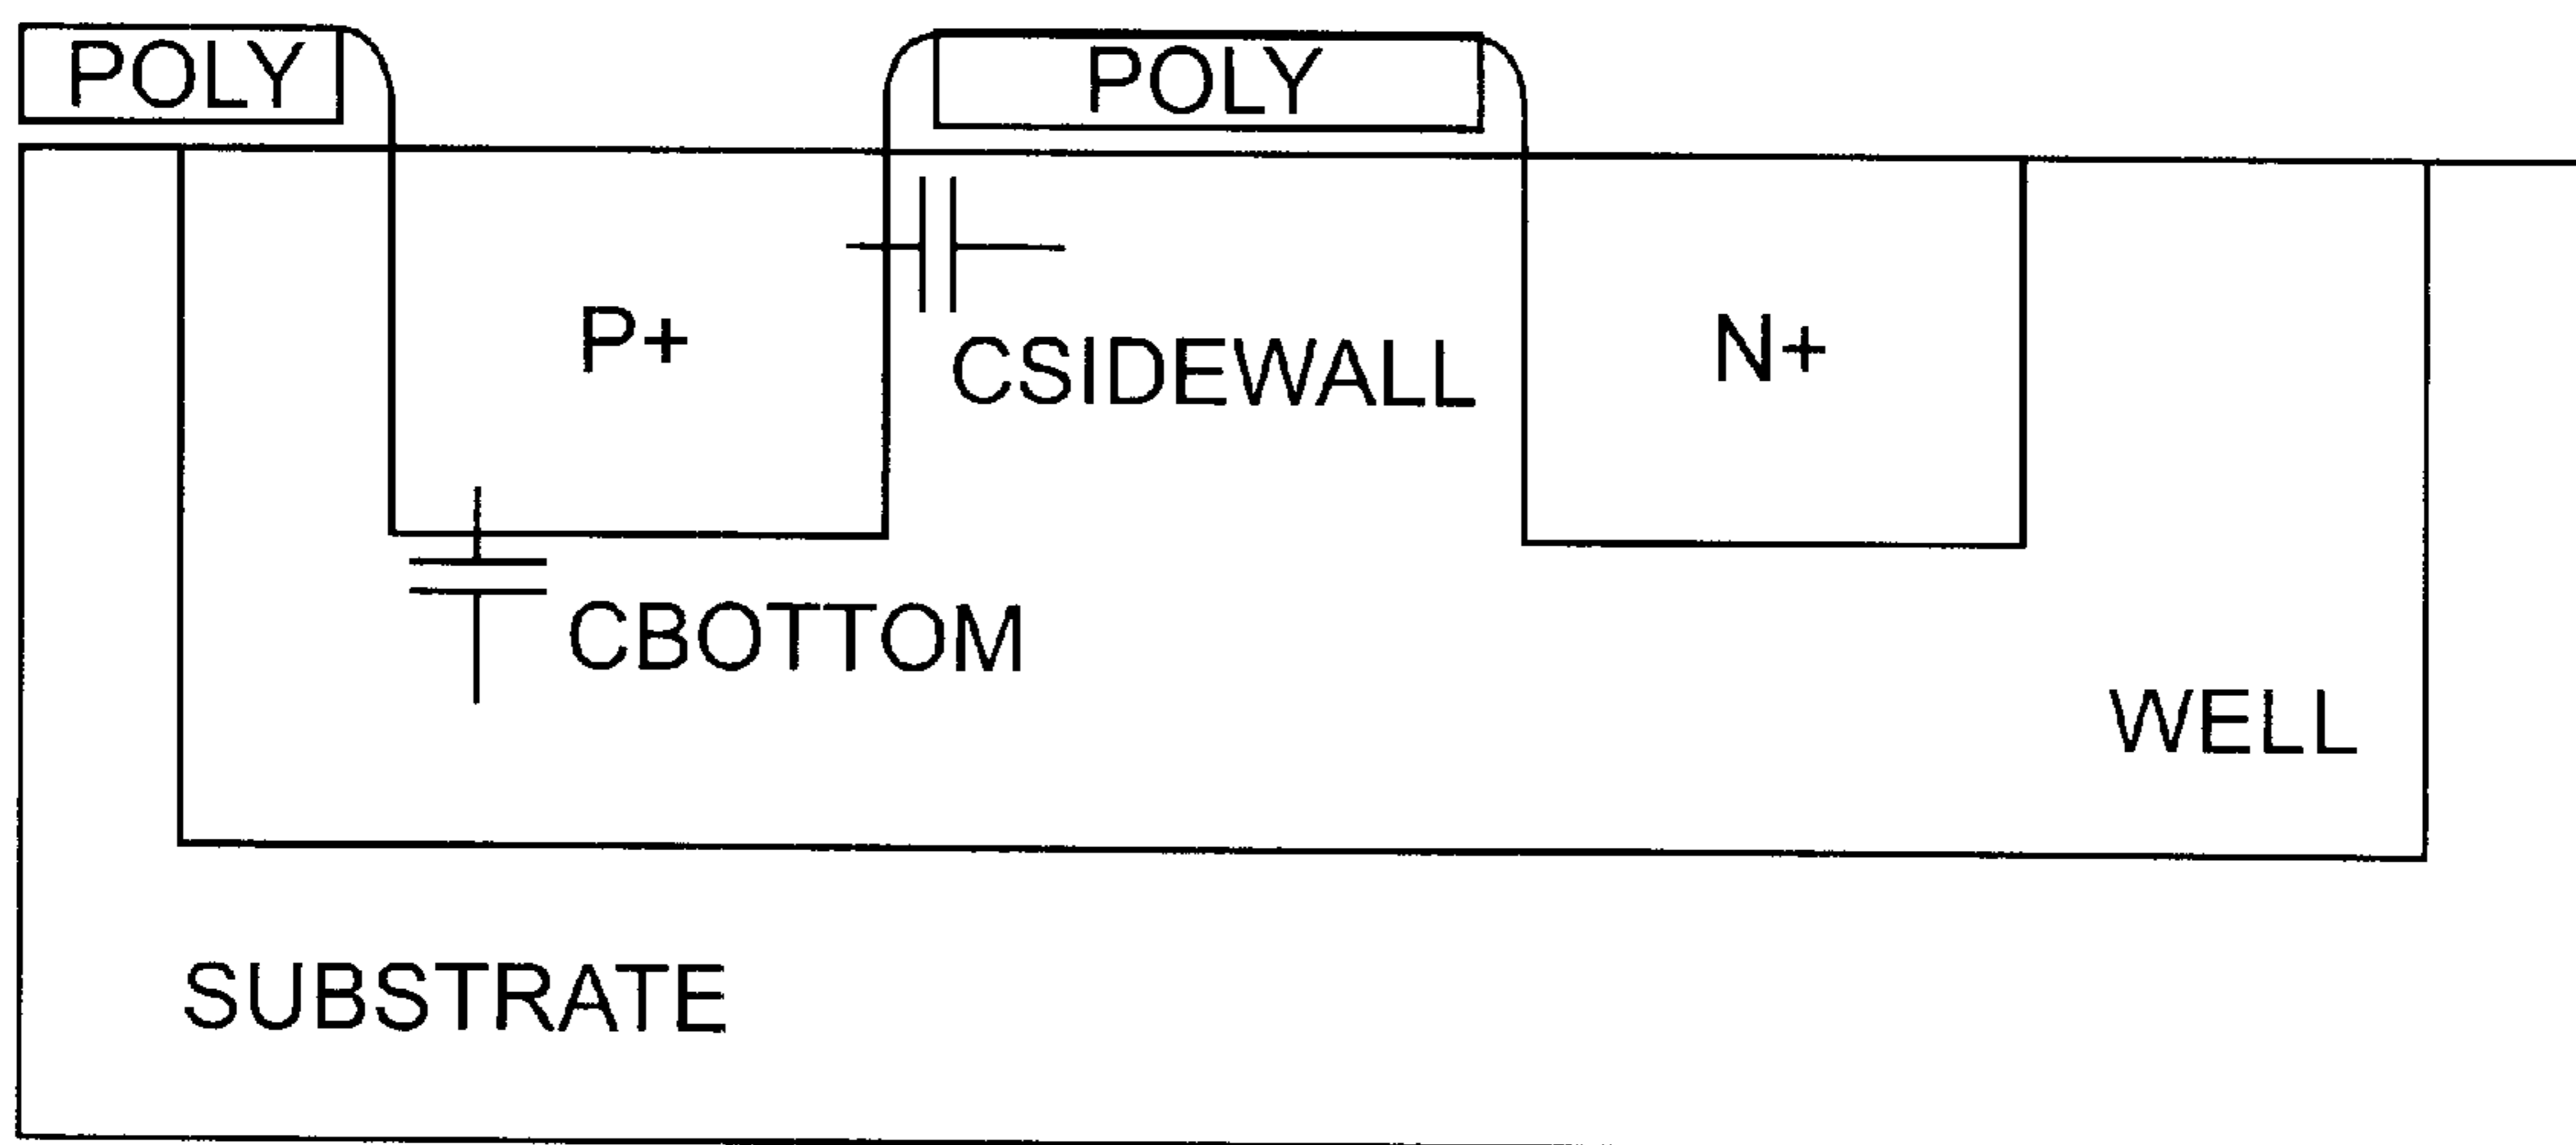 POLY
POLY
P+
N+
CSIDEWALL
CBOTTOM
WELL
SUBSTRATE